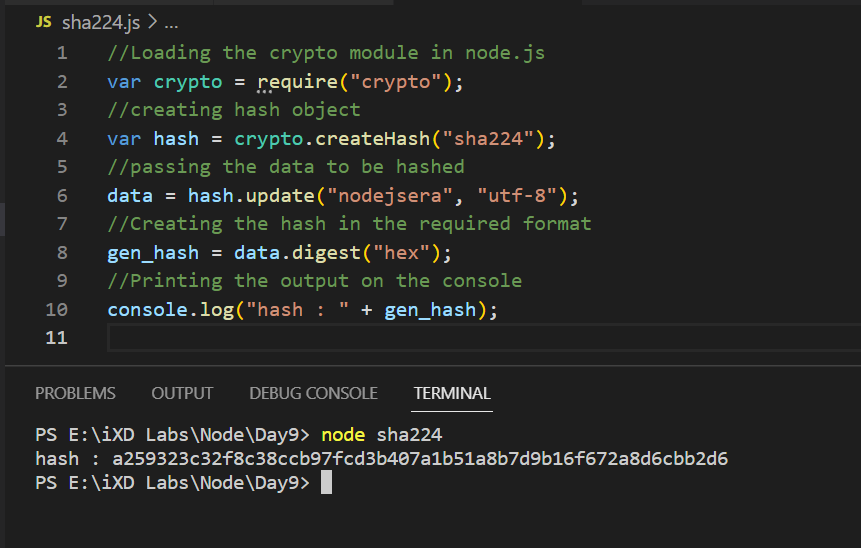 JS sha224.js > ...
1 //Loading the crypto module in node.js
2 var crypto = require("crypto");
3 //creating hash object
4 var hash = crypto.createHash("sha224");
5 //passing the data to be hashed
6 data = hash.update("nodejsera", "utf-8");
7 //Creating the hash in the required format
8 gen_hash = data.digest("hex");
9 //Printing the output on the console
10 console.log("hash : " + gen_hash);
11
PROBLEMS OUTPUT DEBUG CONSOLE TERMINAL
PS E:\iXD Labs\Node\Day9> node sha224
hash : a259323c32f8c38ccb97fcd3b407a1b51a8b7d9b16f672a8d6cbb2d6
PS E:\iXD Labs\Node\Day9>